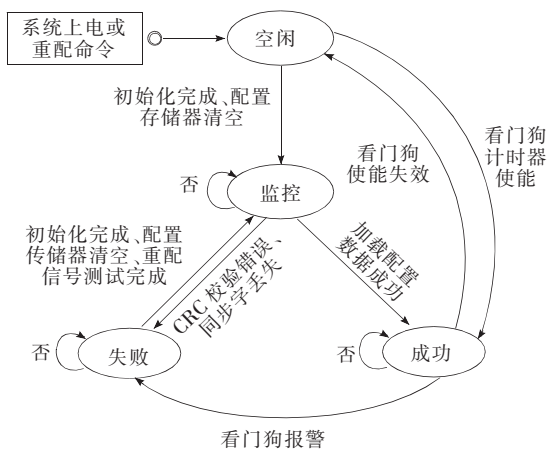 系统上电或
重配命令
空闲
初始化完成、配置
存储器清空
看门狗
计时器
使能
看门狗
使能失效
否
监控
初始化完成、配置
传储器清空、重配
信号测试完成
CRC 校验错误、
同步字丢失
加载配置
数据成功
否
失败
否
成功
看门狗报警